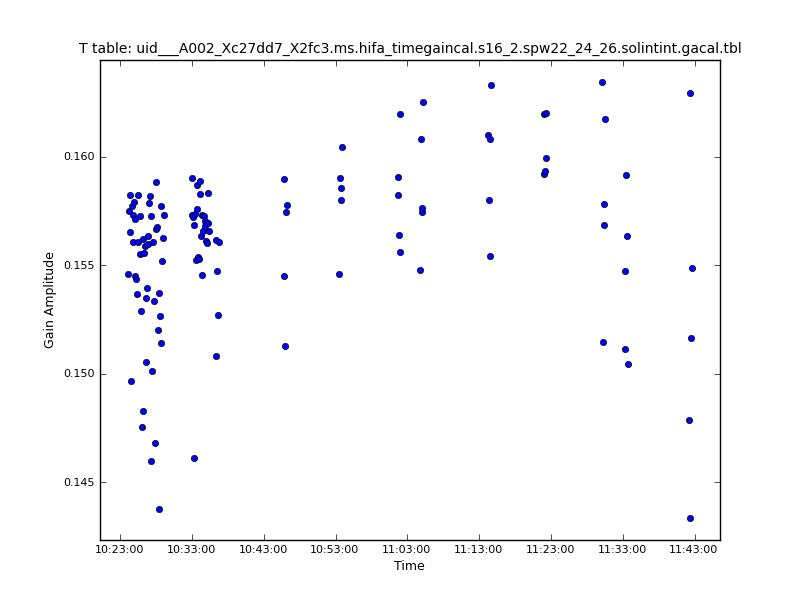 T table: uid___A002_Xc27dd7_X2fc3.ms.hifa_timegaincal.s16_2.spw22_24_26.solintint.gacal.tbl
0.160
0.155
0.150
0.145
Gain Amplitude
10:23:00 10:33:00 10:43:00 10:53:00 11:03:00 11:13:00 11:23:00 11:33:00 11:43:00
Time